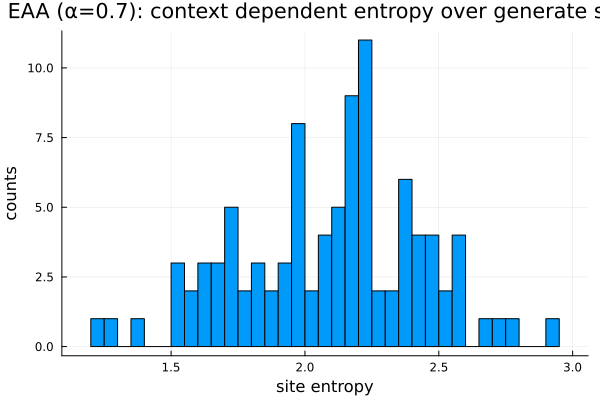 EAA (α=0.7): context dependent entropy over generate s
10.0
7.5
5.0
2.5
0.0
counts
1.5 2.0 2.5 3.0
site entropy